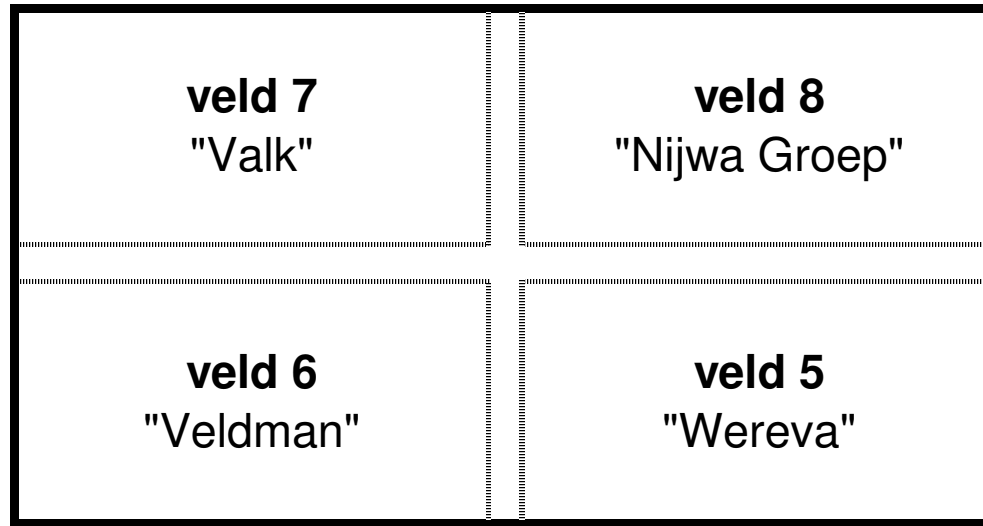 veld 7
"Valk"
veld 8
"Nijwa Groep"
veld 6
"Veldman"
veld 5
"Wereva"